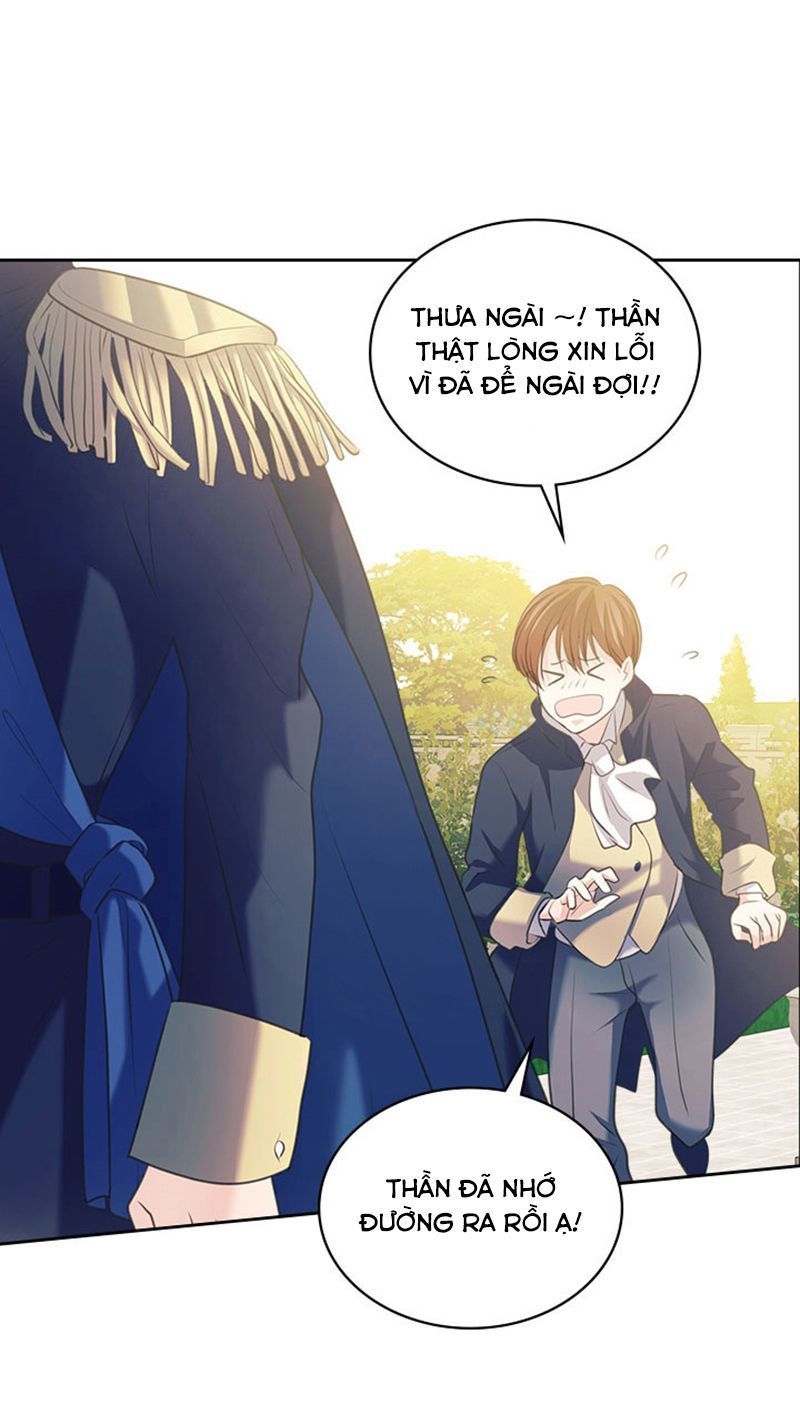 THƯA NGÀI ~! THẦN
THẬT LÒNG XIN LỖI
VÌ ĐÃ ĐỂ NGÀI ĐỢI!!
THẦN ĐÃ NHỚ
ĐƯỜNG RA RỒI Ạ!